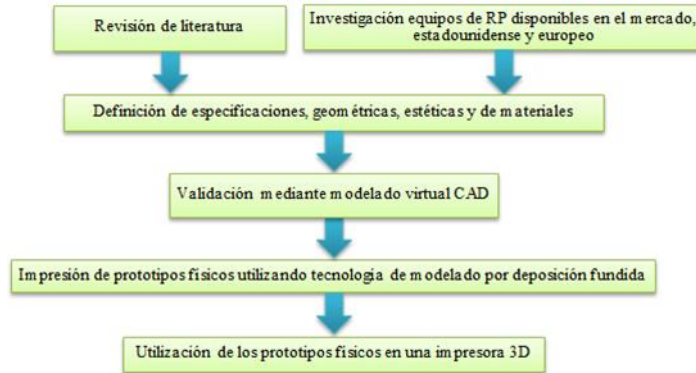 Revisión de literatura
Investigación equipos de RP disponibles en el mercado,
estadounidense y europeo
Definición de especificaciones, geométricas, estéticas y de materiales
Validación mediante modelado virtual CAD
Impresión de prototipos físicos utilizando tecnología de modelado por deposición fundida
Utilización de los prototipos físicos en una impresora 3D